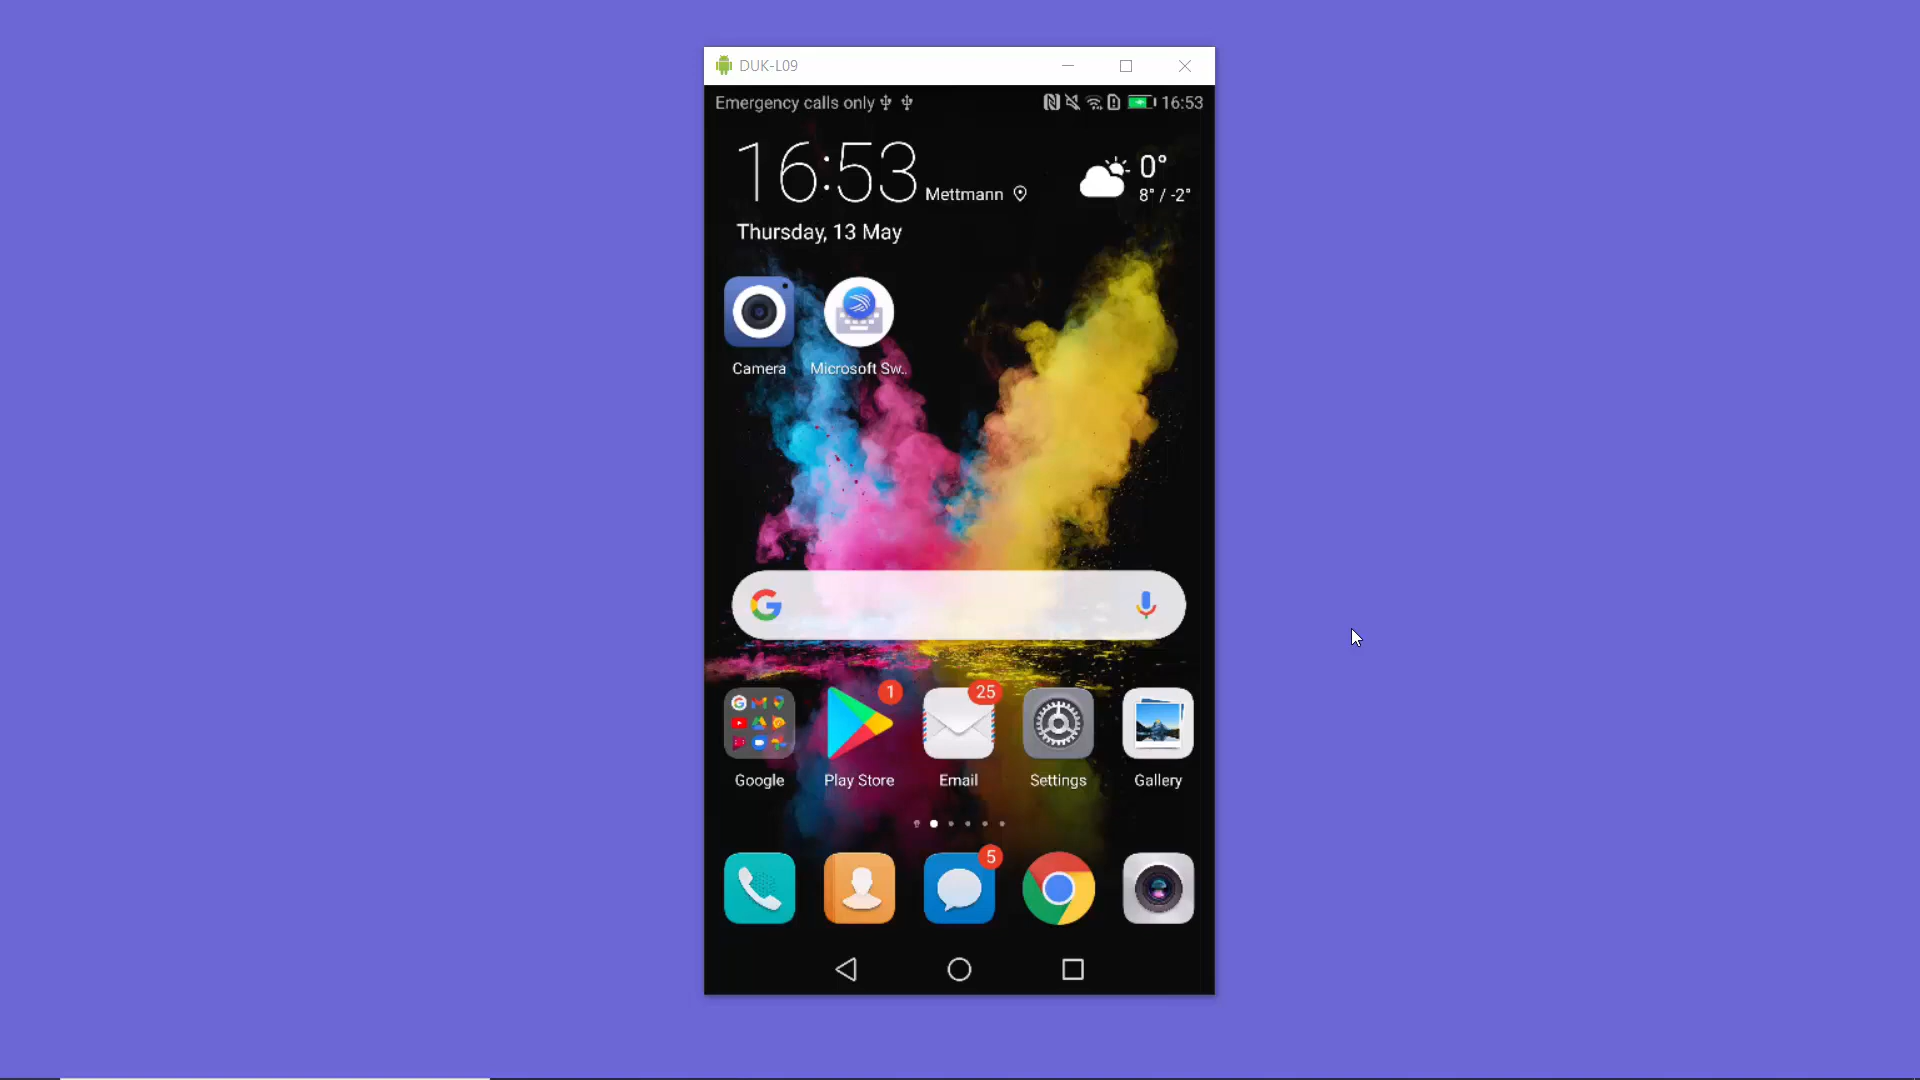 DUK-L09
Emergency calls only 16:53
16:53 Mettmann 0°
8° / -2°
Thursday, 13 May
Camera Microsoft Sw..
1 25
Google Play Store Email Settings Gallery
5